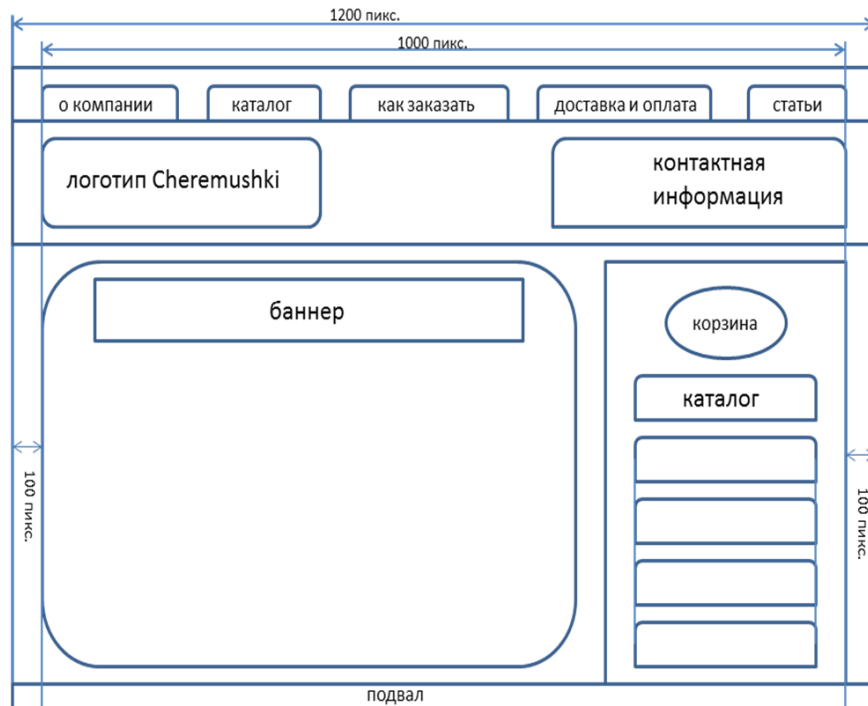 1200 пикс.
1000 пикс.
о компании
каталог
как заказать
доставка и оплата
статьи
логотип Cheremushki
контактная
информация
баннер
корзина
каталог
100 пикс.
100 пикс.
подвал